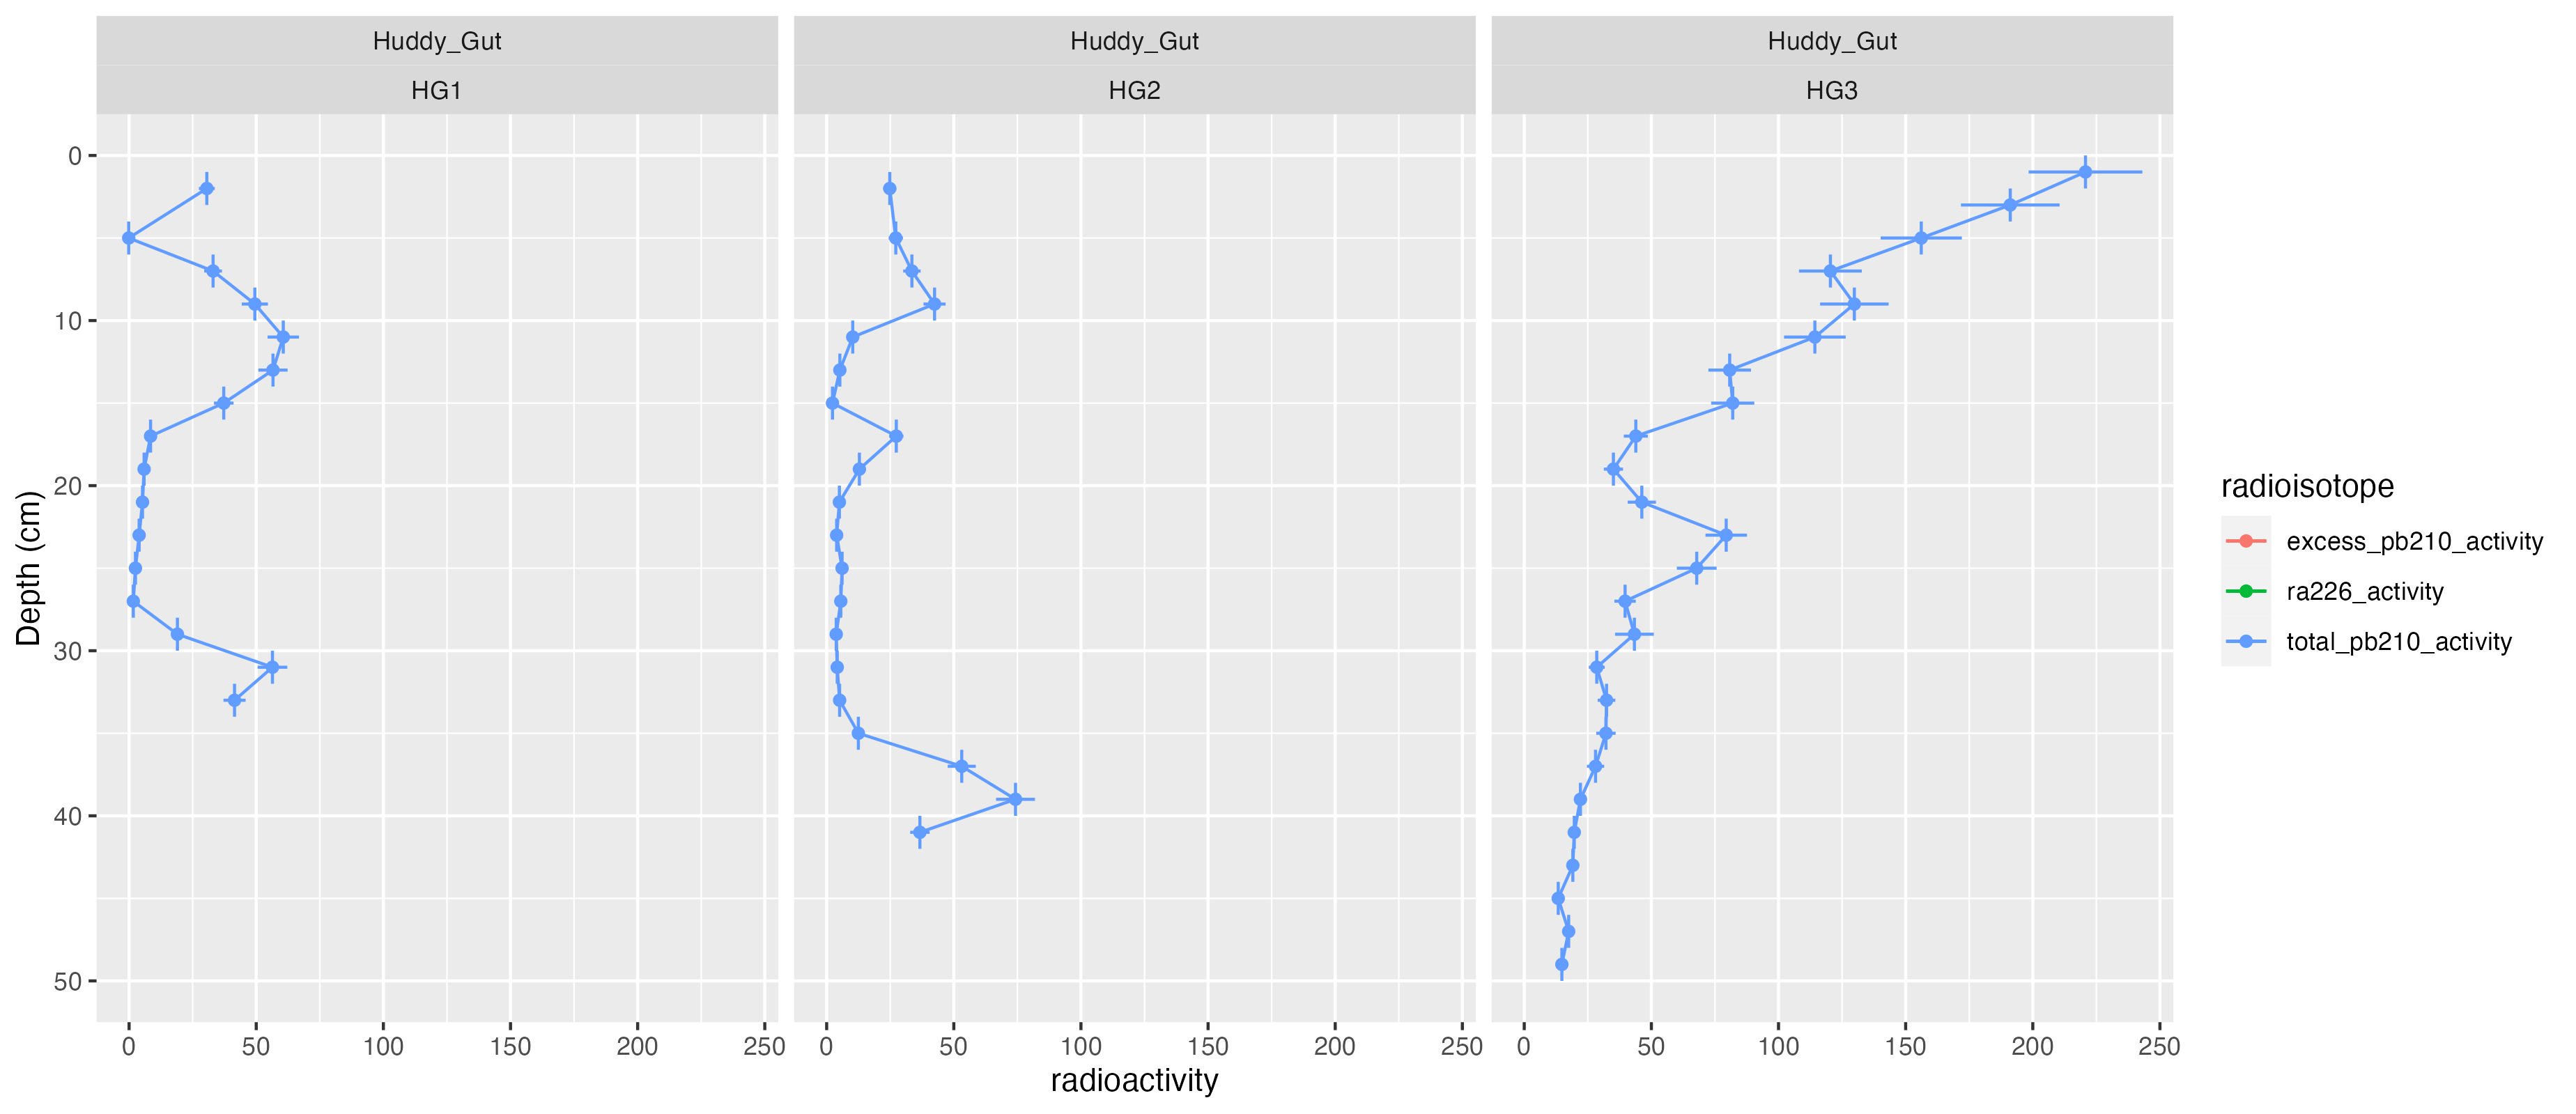 Huddy_Gut Huddy_Gut Huddy_Gut
HG1 HG2 HG3
0
10
20
30
40
50
Depth (cm)
0 50 100 150 200 250 0 50 100 150 200 250 0 50 100 150 200 250
radioactivity
radioisotope
excess_pb210_activity
ra226_activity
total_pb210_activity